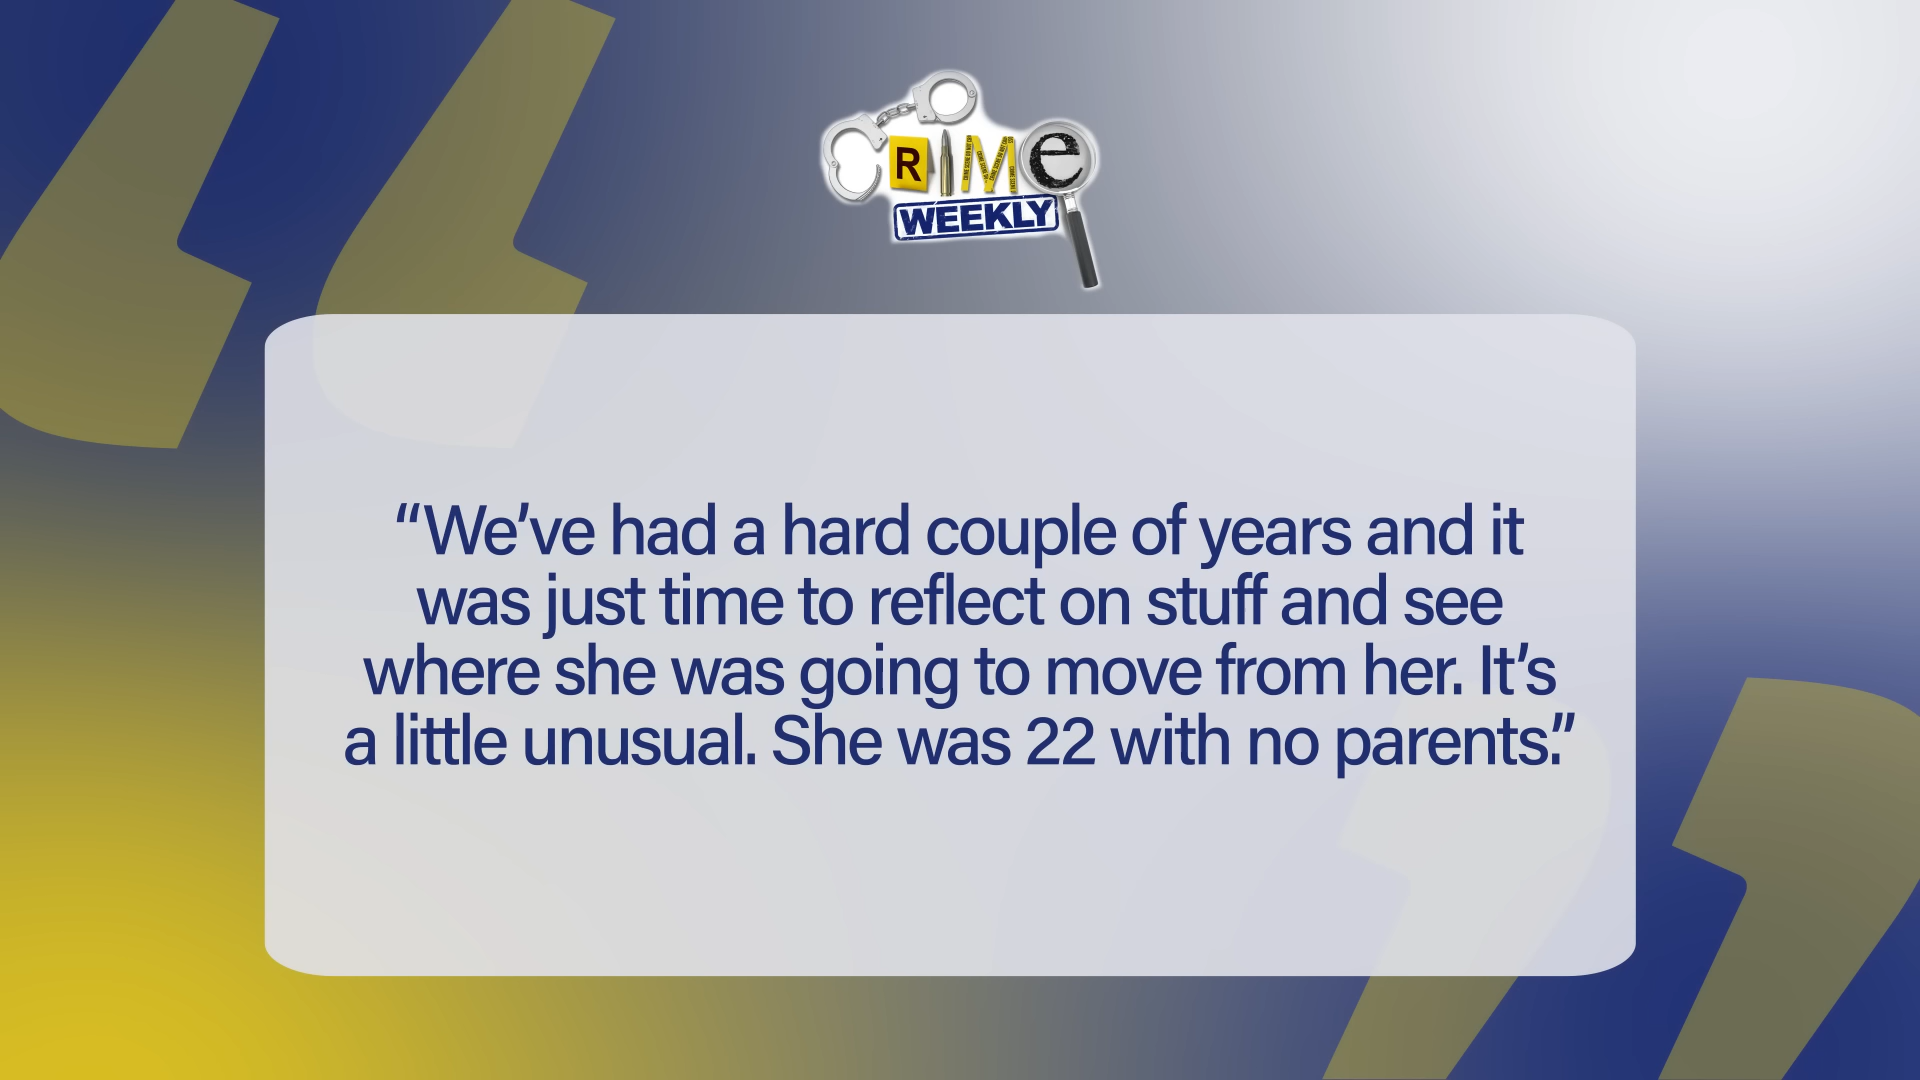 CRIMe
WEEKLY
“We’ve had a hard couple of years and it
was just time to reflect on stuff and see
where she was going to move from her. It’s
a little unusual. She was 22 with no parents.”